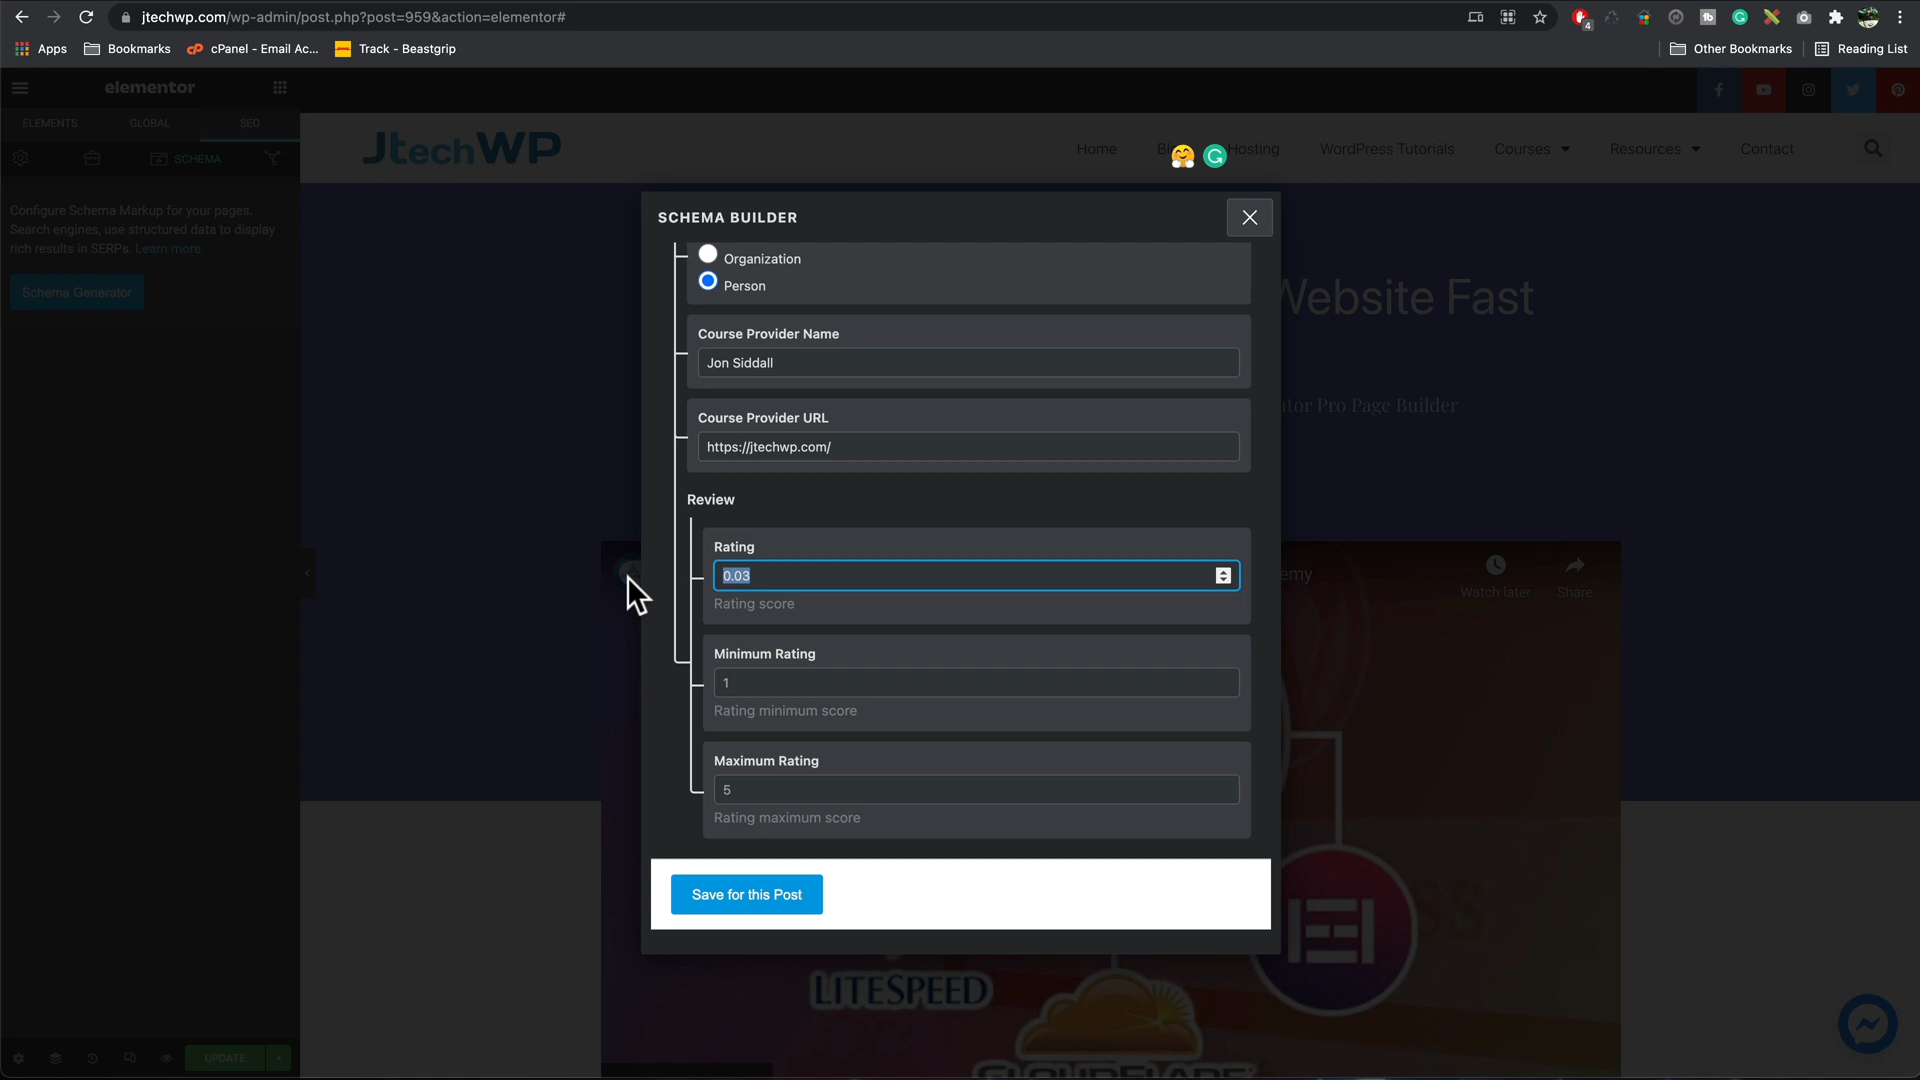 jtechwp.com/wp-admin/post.php?post=959&action=elementor#
4
Apps
Bookmarks
cPanel - Email Ac...
Track - Beastgrip
Other Bookmarks
Reading List
elementor
ELEMENTS
GLOBAL
SEO
SCHEMA
Configure Schema Markup for your pages.
Search engines, use structured data to display
rich results in SERPs. Learn more.
Schema Generator
JtechWP
Home
Hosting
WordPress Tutorials
Courses
Resources
Contact
Website Fast
SCHEMA BUILDER
Organization
Person
Course Provider Name
Jon Siddall
Course Provider URL
https://jtechwp.com/
Review
Rating
0.03
Rating score
Minimum Rating
1
Rating minimum score
Maximum Rating
5
Rating maximum score
Save for this Post
Pro Page Builder
Watch later
Share
LITESPEED
CLOUDFLARE
UPDATE